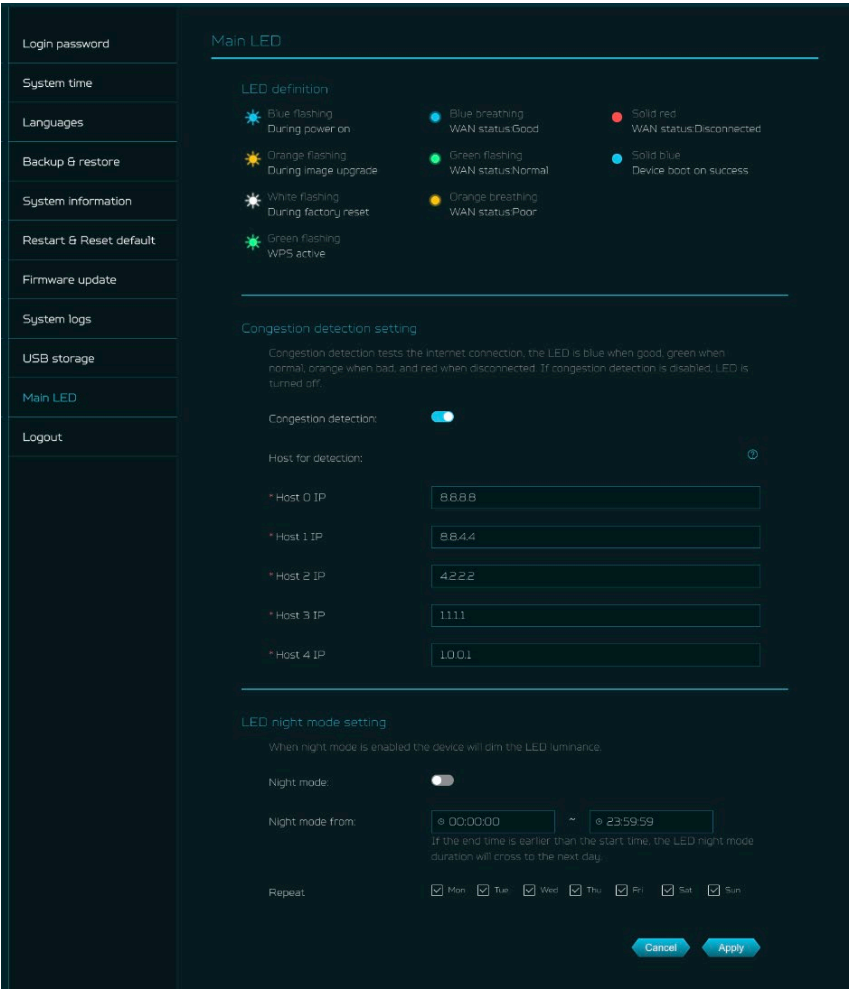 Login password
System time
Languages
Backup & restore
System information
Restart & Reset default
Firmware update
System logs
USB storage
Main LED
Logout
Main LED
LED definition
Blue flashing
During power on
Blue breathing
WAN status:Good
Solid red
WAN status:Disconnected
Orange flashing
During image upgrade
Green flashing
WAN status:Normal
Solid blue
Device boot on success
White flashing
During factory reset
Orange breathing
WAN status:Poor
Green flashing
WPS active
Congestion detection setting
Congestion detection tests the internet connection, the LED is blue when good, green when
normal, orange when bad, and red when disconnected. If congestion detection is disabled, LED is
turned off.
Congestion detection:
Host for detection:
* Host 0 IP
8.8.8.8
* Host 1 IP
8.8.4.4
* Host 2 IP
4.2.2.2
* Host 3 IP
1.1.1.1
* Host 4 IP
1.0.0.1
LED night mode setting
When night mode is enabled the device will dim the LED luminance.
Night mode:
Night mode from:
00:00:00 ~ 23:59:59
If the end time is earlier than the start time, the LED night mode
duration will cross to the next day.
Repeat
Mon Tue Wed Thu Fri Sat Sun
Cancel Apply